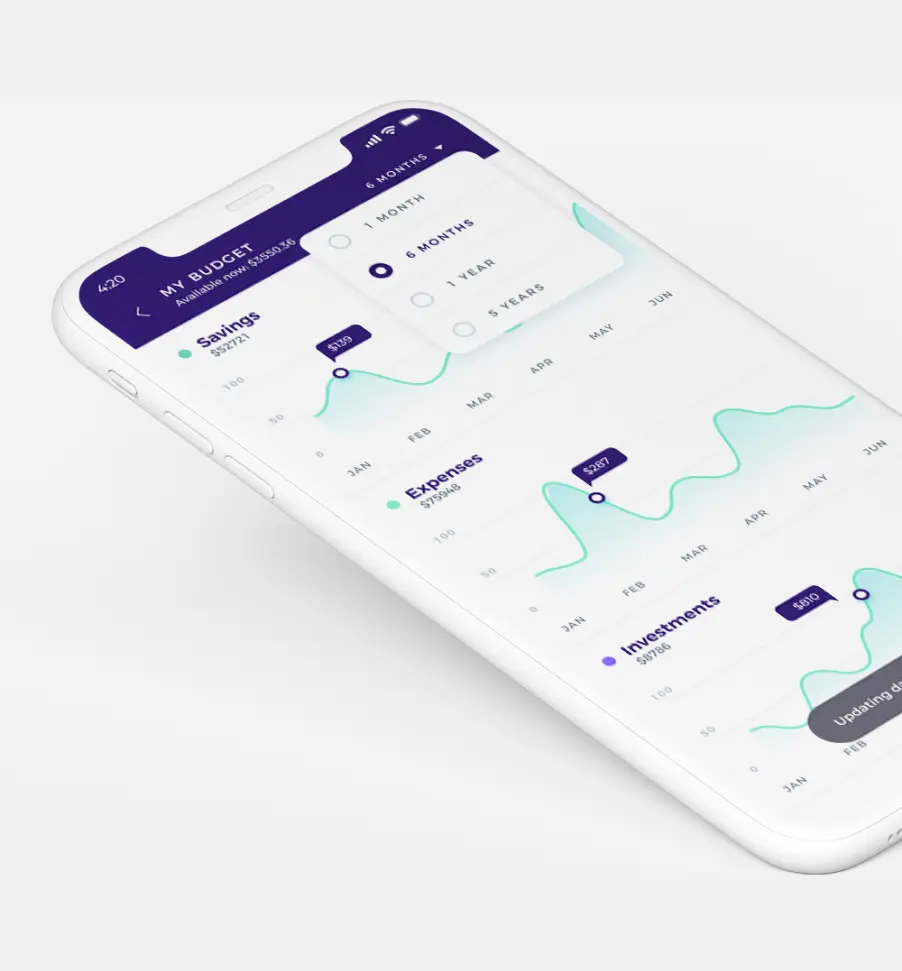 4:20
MY BUDGET
Available now: $3550.36
6 MONTHS
1 MONTH
6 MONTHS
1 YEAR
5 YEARS
Savings
$52721
$139
100
50
0
JAN
FEB
MAR
APR
MAY
JUN
Expenses
$75948
$287
100
50
0
JAN
FEB
MAR
APR
MAY
JUN
Investments
$8786
$810
100
50
0
JAN
FEB
Updating